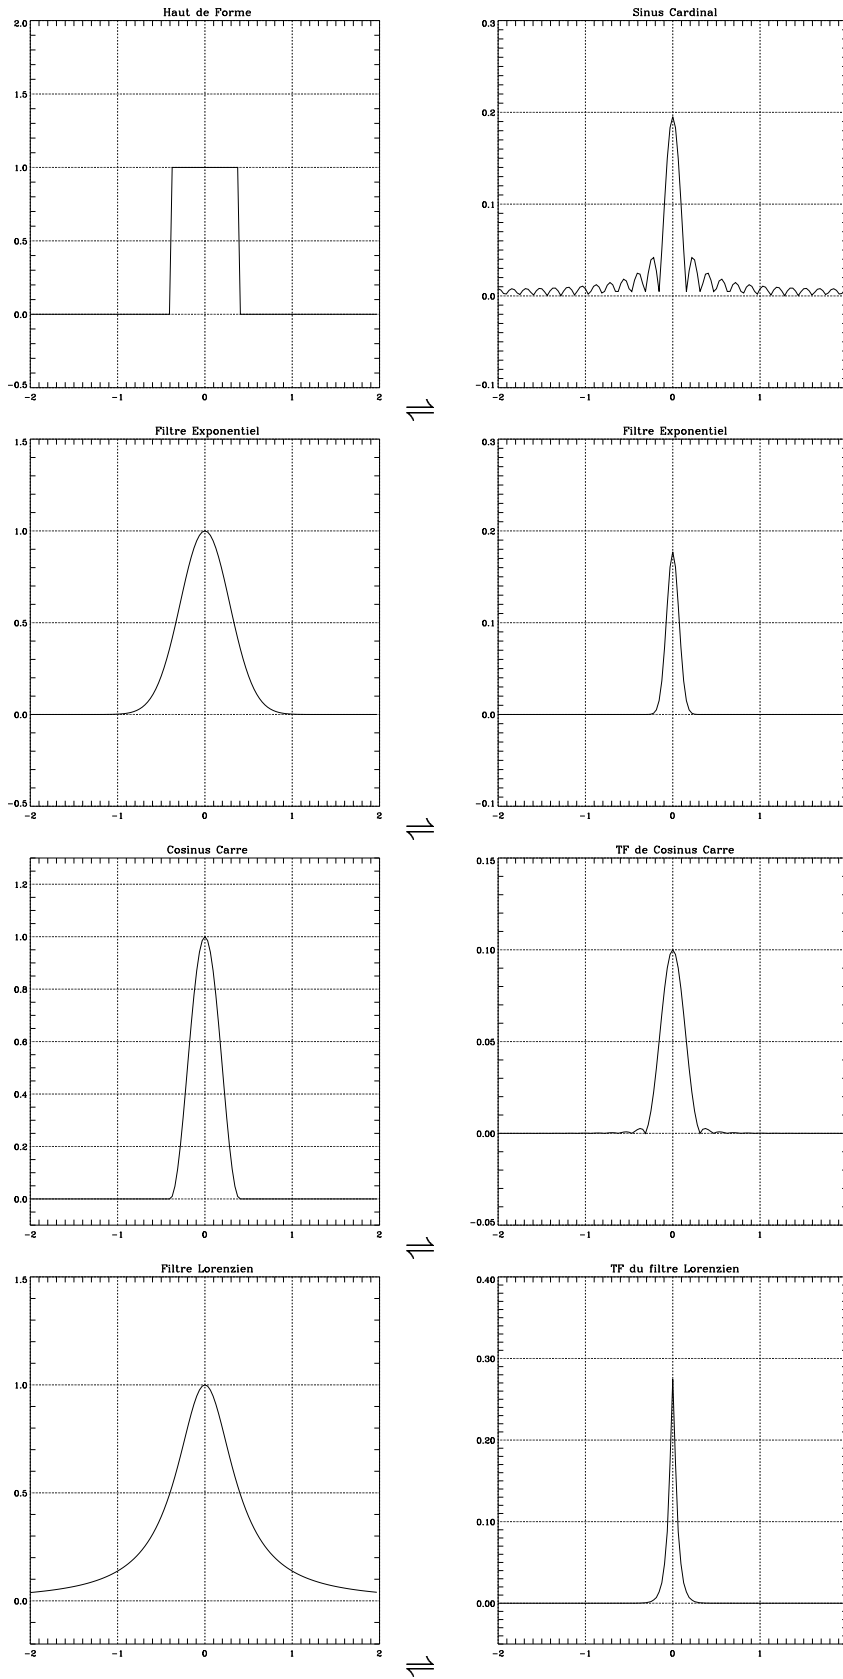 Haut de Forme
Sinus Cardinal
2.0
1.5
1.0
0.5
0.0
-0.5
-2 -1 0 1 2
0.3
0.2
0.1
0.0
-0.1
-2 -1 0 1
⇌
Filtre Exponentiel
Filtre Exponentiel
1.5
1.0
0.5
0.0
-0.5
-2 -1 0 1 2
0.3
0.2
0.1
0.0
-0.1
-2 -1 0 1
⇌
Cosinus Carre
TF de Cosinus Carre
1.2
1.0
0.8
0.6
0.4
0.2
0.0
-2 -1 0 1 2
0.15
0.10
0.05
0.00
-0.05
-2 -1 0 1
⇌
Filtre Lorenzien
TF du filtre Lorenzien
1.5
1.0
0.5
0.0
-2 -1 0 1 2
0.40
0.30
0.20
0.10
0.00
-2 -1 0 1
⇌